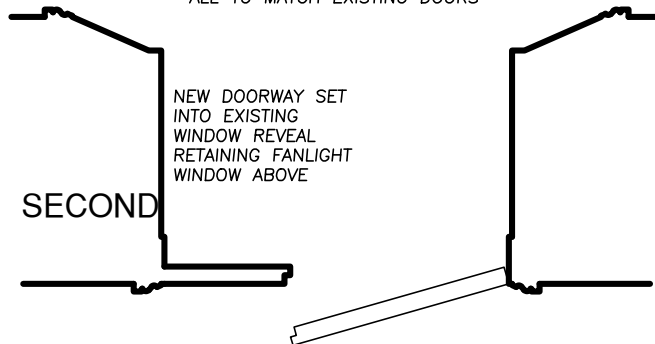 ALL TO MATCH EXISTING DOORS
NEW DOORWAY SET
INTO EXISTING
WINDOW REVEAL
RETAINING FANLIGHT
WINDOW ABOVE
SECOND